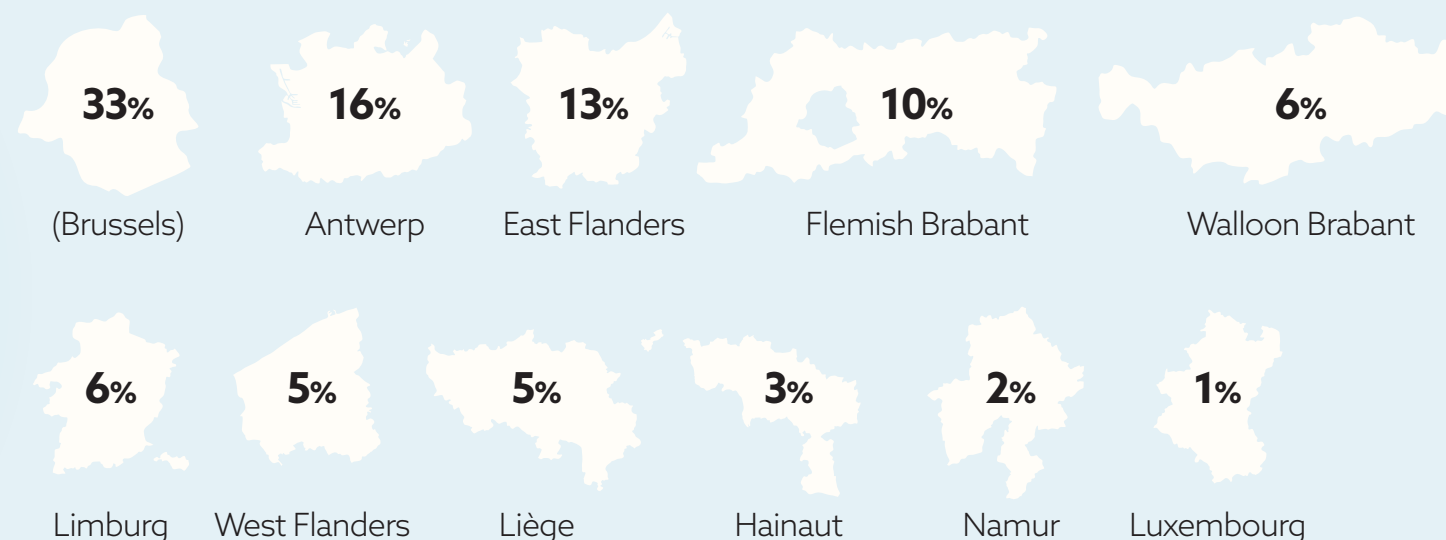 33% 16% 13% 10% 6%
(Brussels) Antwerp East Flanders Flemish Brabant Walloon Brabant
6% 5% 5% 3% 2% 1%
Limburg West Flanders Liège Hainaut Namur Luxembourg